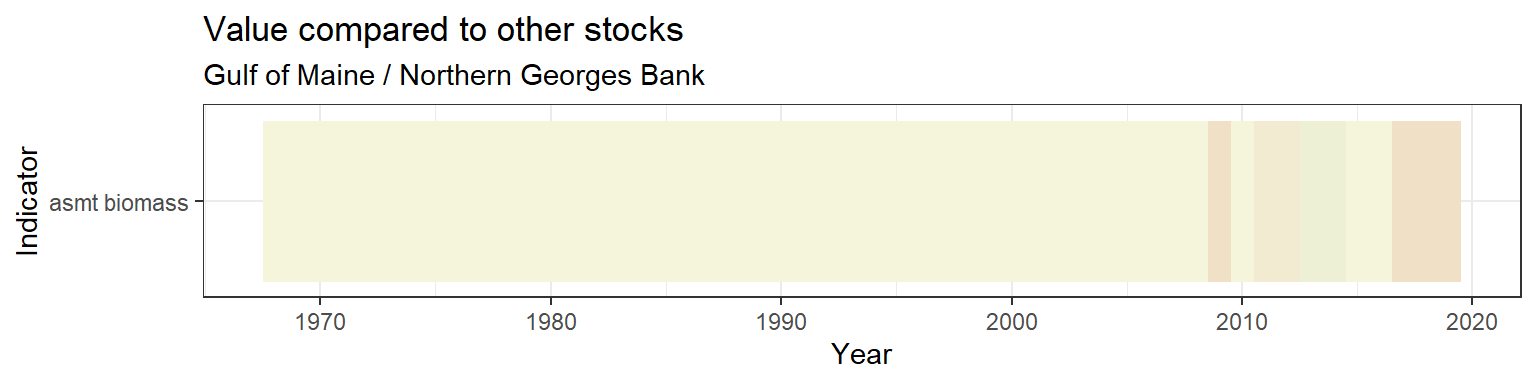 Value compared to other stocks
Gulf of Maine / Northern Georges Bank
Indicator
asmt biomass
1970 1980 1990 2000 2010 2020
Year